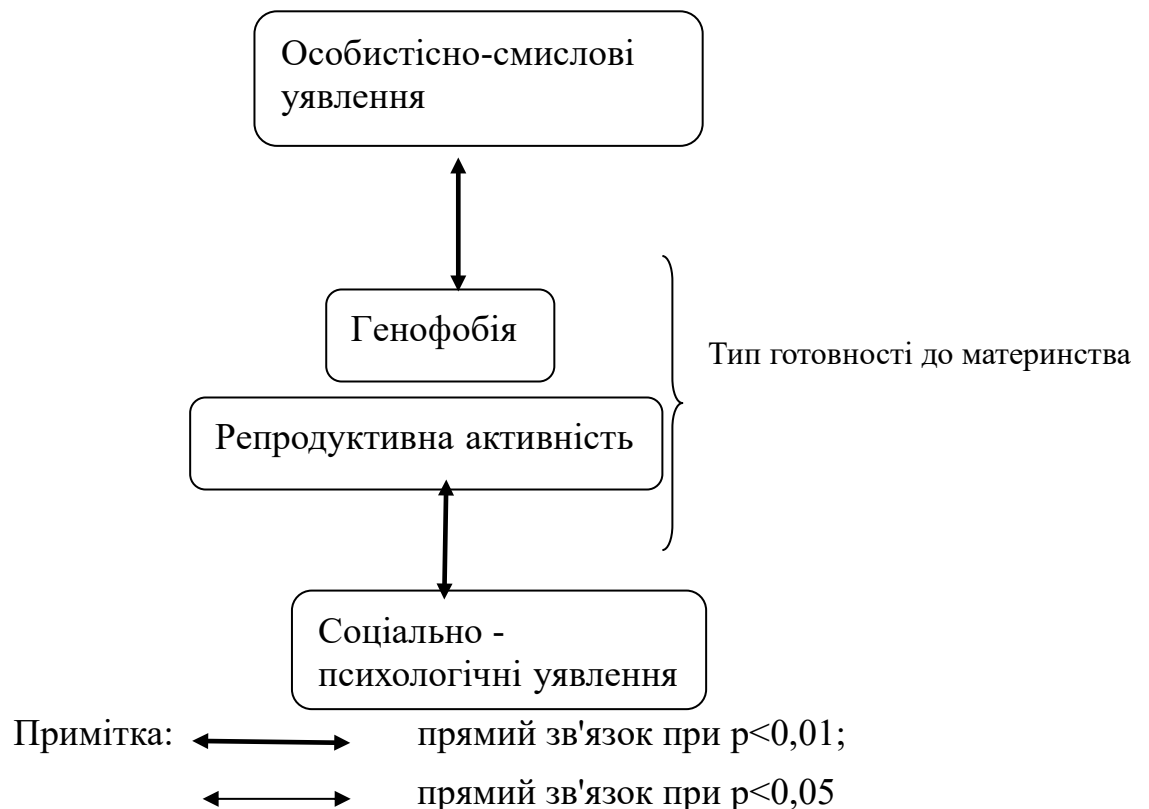 Особистісно-смислові
уявлення
Генофобія
Тип готовності до материнства
Репродуктивна активність
Соціально -
психологічні уявлення
Примітка: прямий зв'язок при p<0,01;
прямий зв'язок при p<0,05